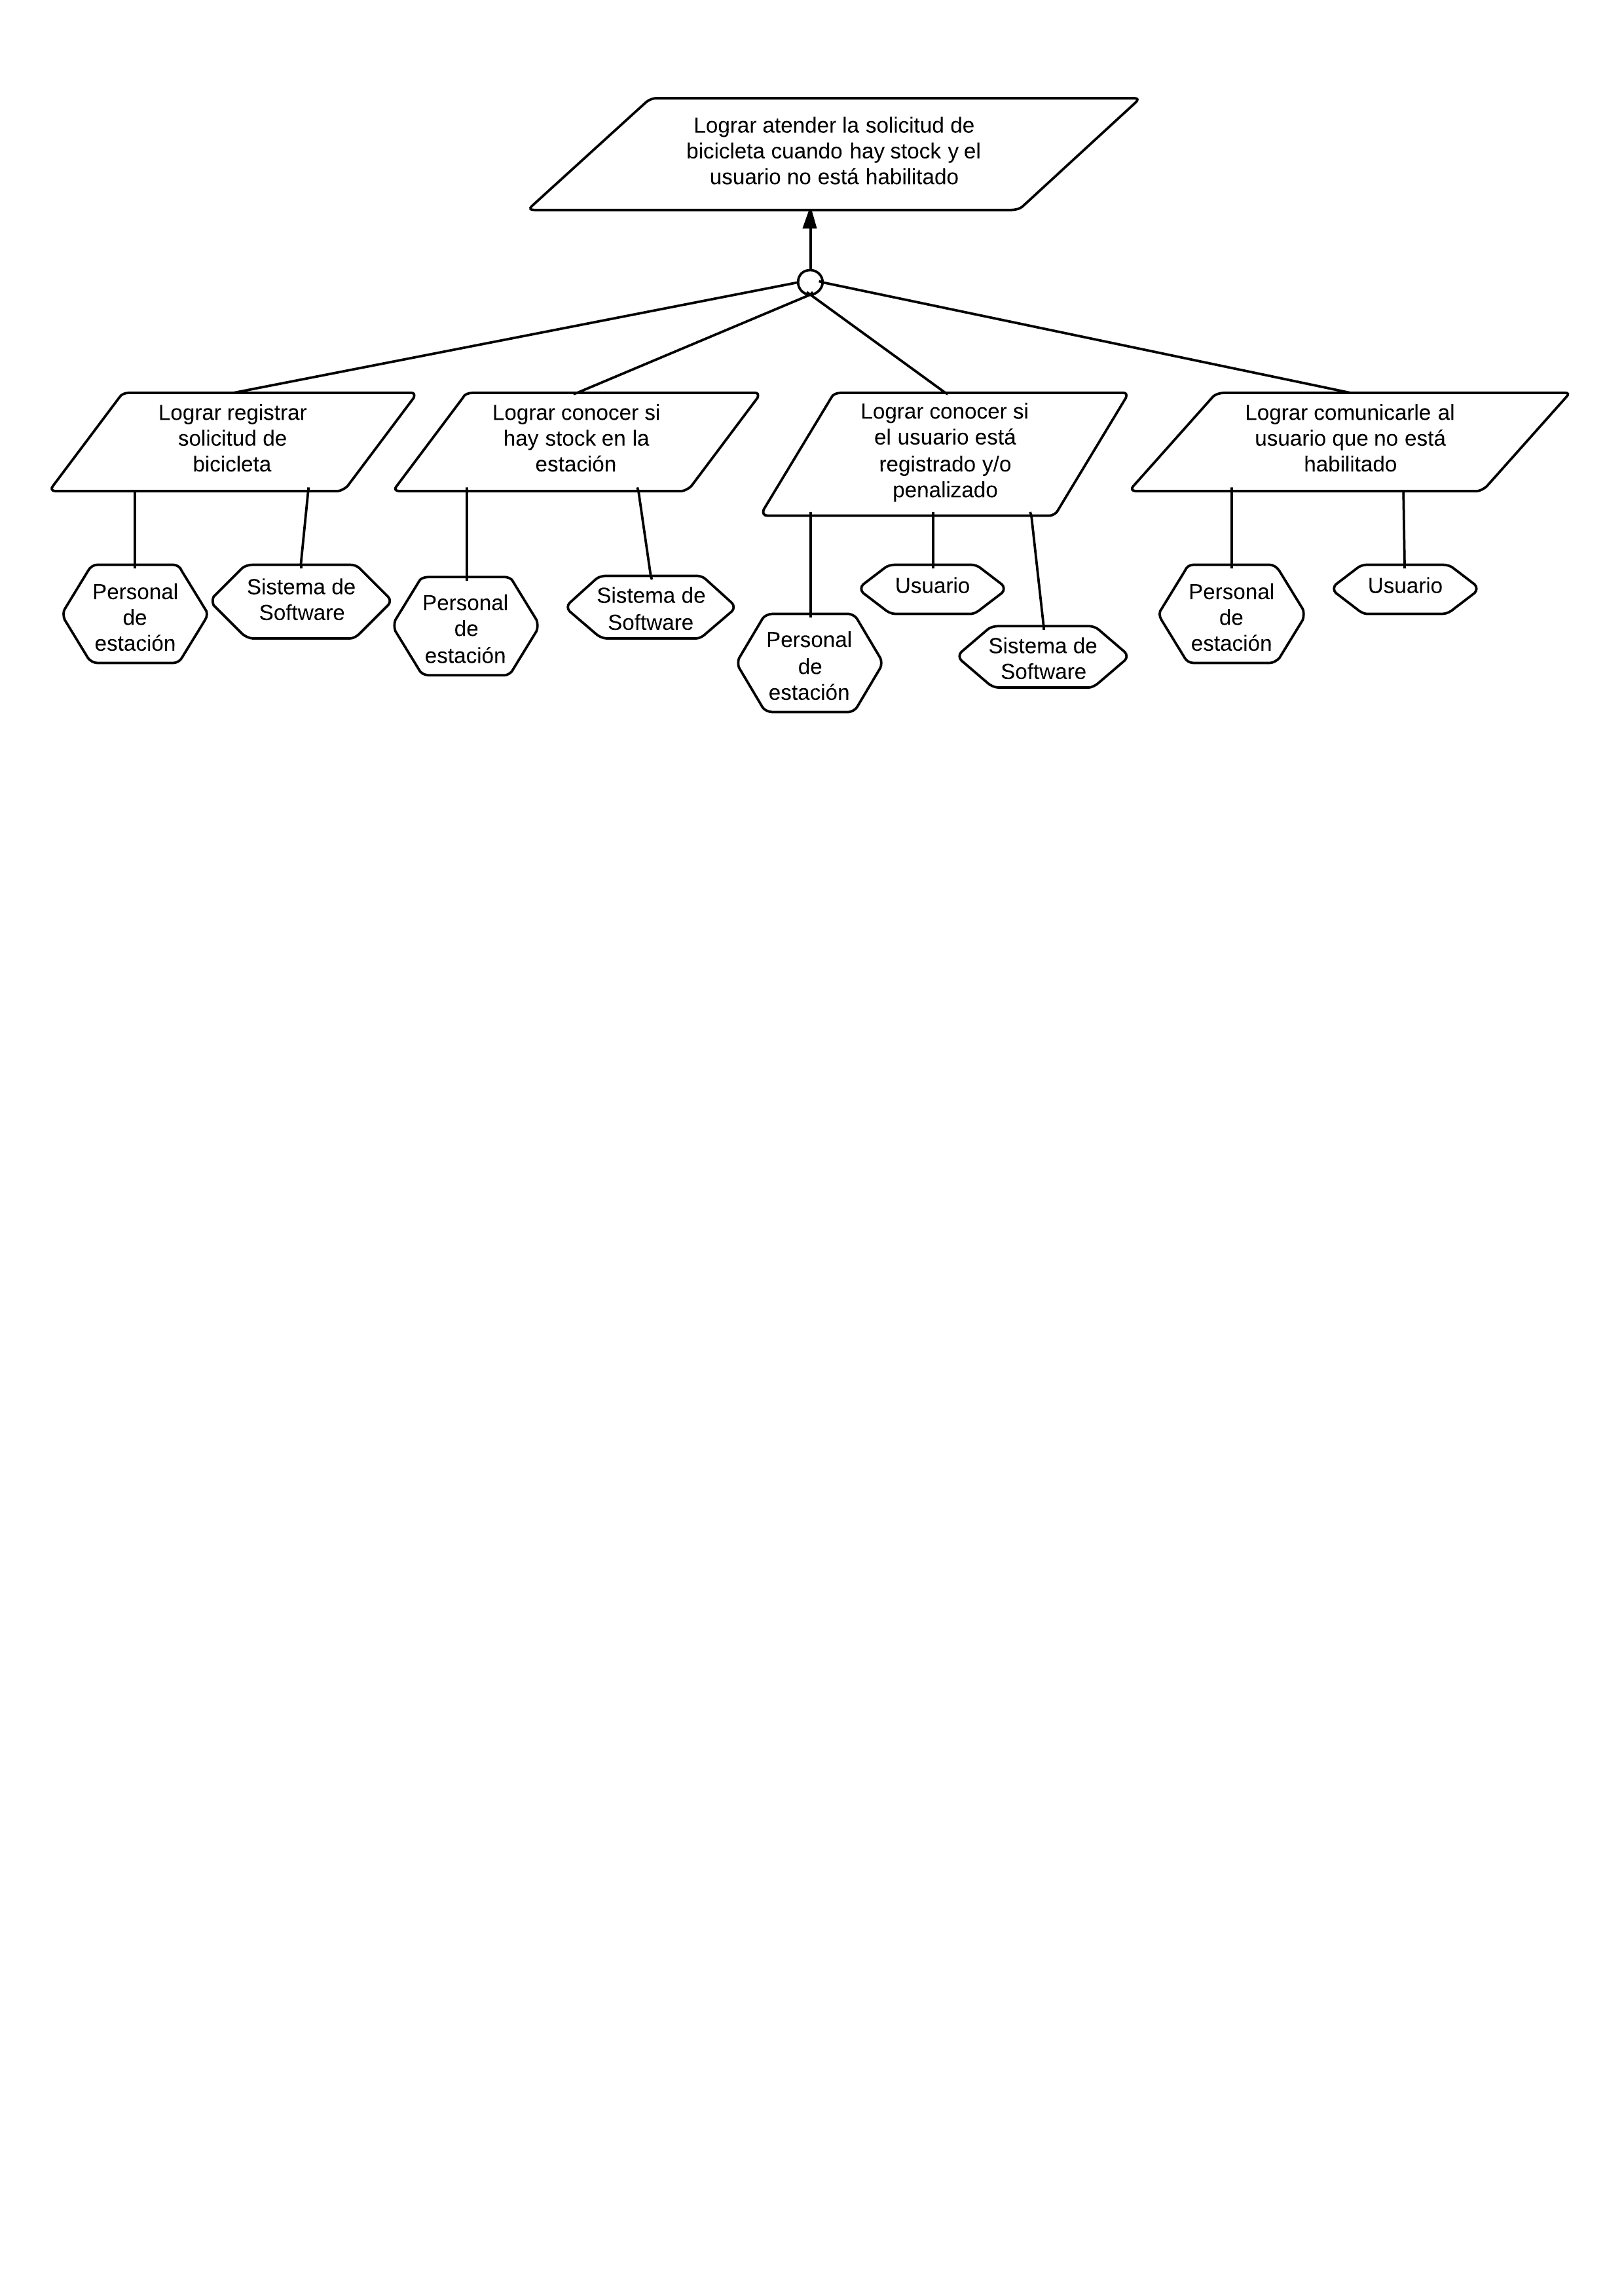 Lograr atender la solicitud de
bicicleta cuando hay stock y el
usuario no está habilitado
Lograr registrar
solicitud de
bicicleta
Lograr conocer si
hay stock en la
estación
Lograr conocer si
el usuario está
registrado y/o
penalizado
Lograr comunicarle al
usuario que no está
habilitado
Personal
de
estación
Sistema de
Software
Personal
de
estación
Sistema de
Software
Personal
de
estación
Usuario
Sistema de
Software
Personal
de
estación
Usuario